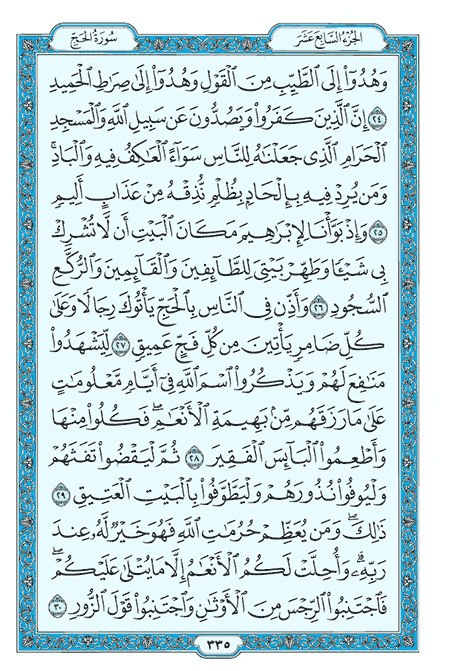 الجزء السابع عشر
سورة الحج
وَهُدُوٓا۟ إِلَى ٱلطَّيِّبِ مِنَ ٱلْقَوْلِ وَهُدُوٓا۟ إِلَىٰ صِرَٰطِ ٱلْحَمِيدِ
٢٤ إِنَّ ٱلَّذِينَ كَفَرُوا۟ وَيَصُدُّونَ عَن سَبِيلِ ٱللَّهِ وَٱلْمَسْجِدِ
ٱلْحَرَامِ ٱلَّذِى جَعَلْنَٰهُ لِلنَّاسِ سَوَآءً ٱلْعَٰكِفُ فِيهِ وَٱلْبَادِ ۚ
وَمَن يُرِدْ فِيهِ بِإِلْحَادٍۭ بِظُلْمٍ نُّذِقْهُ مِنْ عَذَابٍ أَلِيمٍ
٢٥ وَإِذْ بَوَّأْنَا لِإِبْرَٰهِيمَ مَكَانَ ٱلْبَيْتِ أَن لَّا تُشْرِكْ
بِى شَيْـًٔا وَطَهِّرْ بَيْتِىَ لِلطَّآئِفِينَ وَٱلْقَآئِمِينَ وَٱلرُّكَّعِ
ٱلسُّجُودِ ٢٦ وَأَذِّن فِى ٱلنَّاسِ بِٱلْحَجِّ يَأْتُوكَ رِجَالًا وَعَلَىٰ
كُلِّ ضَامِرٍ يَأْتِينَ مِن كُلِّ فَجٍّ عَمِيقٍ ٢٧ لِّيَشْهَدُوا۟
مَنَٰفِعَ لَهُمْ وَيَذْكُرُوا۟ ٱسْمَ ٱللَّهِ فِىٓ أَيَّامٍ مَّعْلُومَٰتٍ
عَلَىٰ مَا رَزَقَهُم مِّنۢ بَهِيمَةِ ٱلْأَنْعَٰمِ ۖ فَكُلُوا۟ مِنْهَا
وَأَطْعِمُوا۟ ٱلْبَآئِسَ ٱلْفَقِيرَ ٢٨ ثُمَّ لْيَقْضُوا۟ تَفَثَهُمْ
وَلْيُوفُوا۟ نُذُورَهُمْ وَلْيَطَّوَّفُوا۟ بِٱلْبَيْتِ ٱلْعَتِيقِ ٢٩
ذَٰلِكَ ۖ وَمَن يُعَظِّمْ حُرُمَٰتِ ٱللَّهِ فَهُوَ خَيْرٌ لَّهُۥ عِندَ
رَبِّهِۦ ۗ وَأُحِلَّتْ لَكُمُ ٱلْأَنْعَٰمُ إِلَّا مَا يُتْلَىٰ عَلَيْكُمْ ۖ
فَٱجْتَنِبُوا۟ ٱلرِّجْسَ مِنَ ٱلْأَوْثَٰنِ وَٱجْتَنِبُوا۟ قَوْلَ ٱلزُّورِ ٣٠
٣٣٥